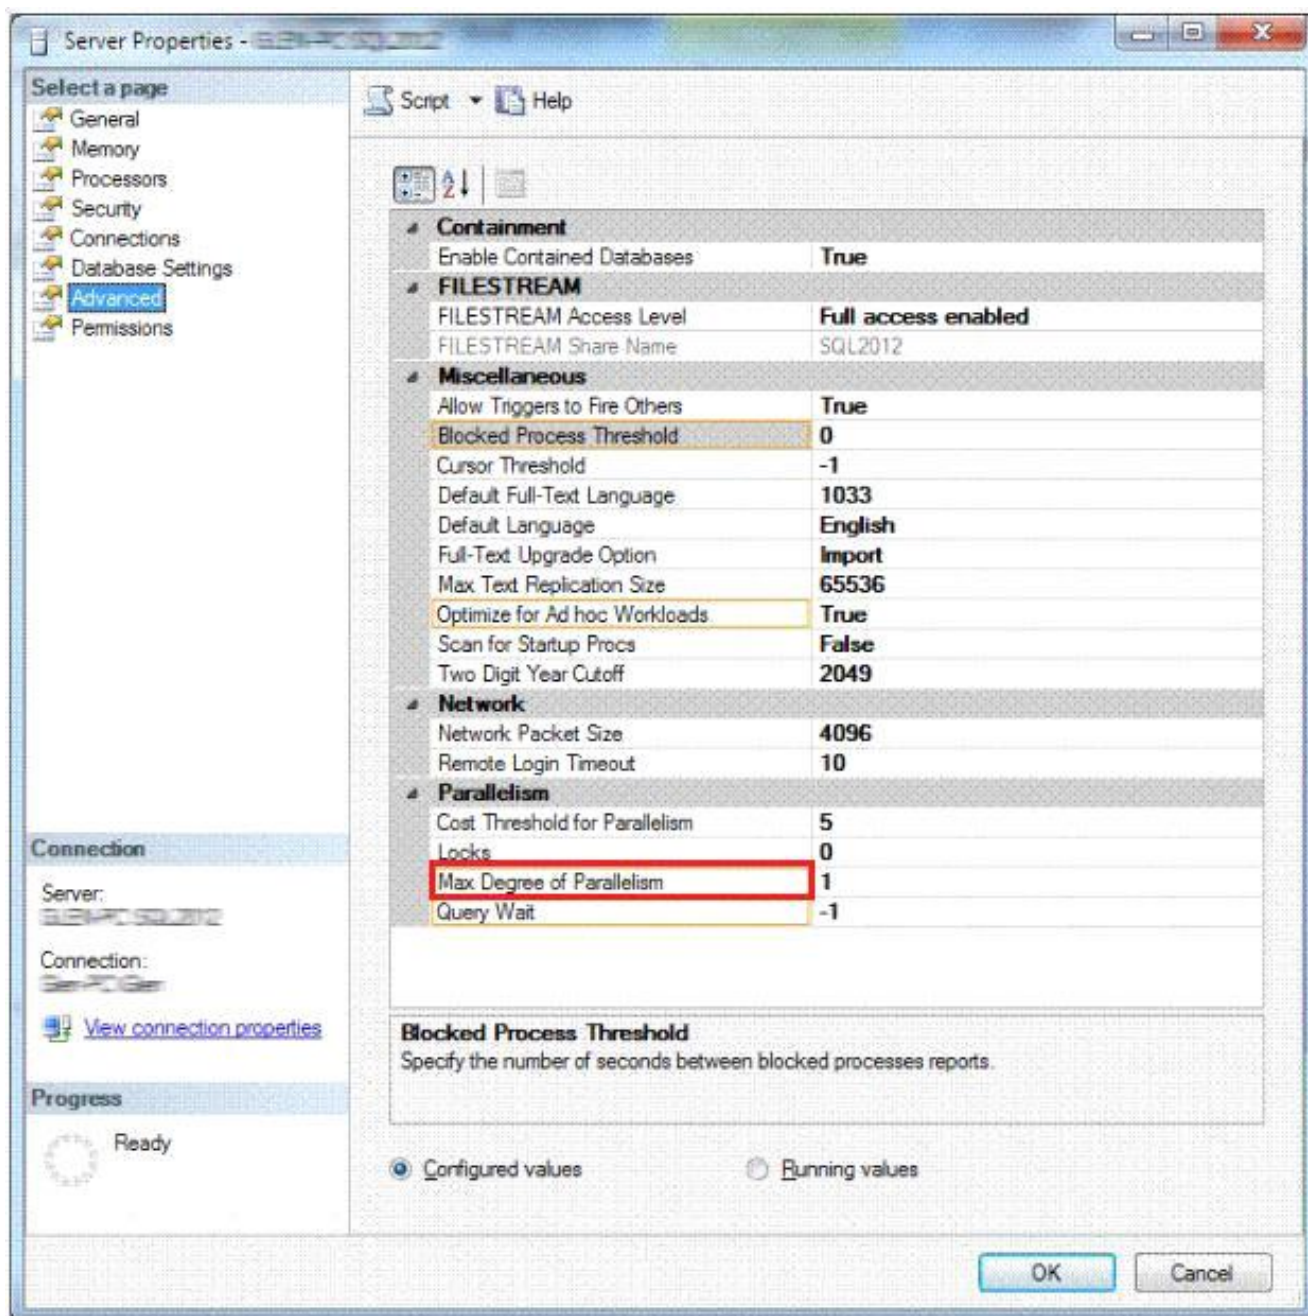 Server Properties -
Select a page
General
Memory
Processors
Security
Connections
Database Settings
Advanced
Permissions
Script Help
Containment
Enable Contained Databases True
FILESTREAM
FILESTREAM Access Level Full access enabled
FILESTREAM Share Name SQL2012
Miscellaneous
Allow Triggers to Fire Others True
Blocked Process Threshold 0
Cursor Threshold -1
Default Full-Text Language 1033
Default Language English
Full-Text Upgrade Option Import
Max Text Replication Size 65536
Optimize for Ad hoc Workloads True
Scan for Startup Procs False
Two Digit Year Cutoff 2049
Network
Network Packet Size 4096
Remote Login Timeout 10
Parallelism
Cost Threshold for Parallelism 5
Locks 0
Max Degree of Parallelism 1
Query Wait -1
Connection
Server:
Connection:
View connection properties
Blocked Process Threshold
Specify the number of seconds between blocked processes reports.
Progress
Ready
Configured values Running values
OK Cancel